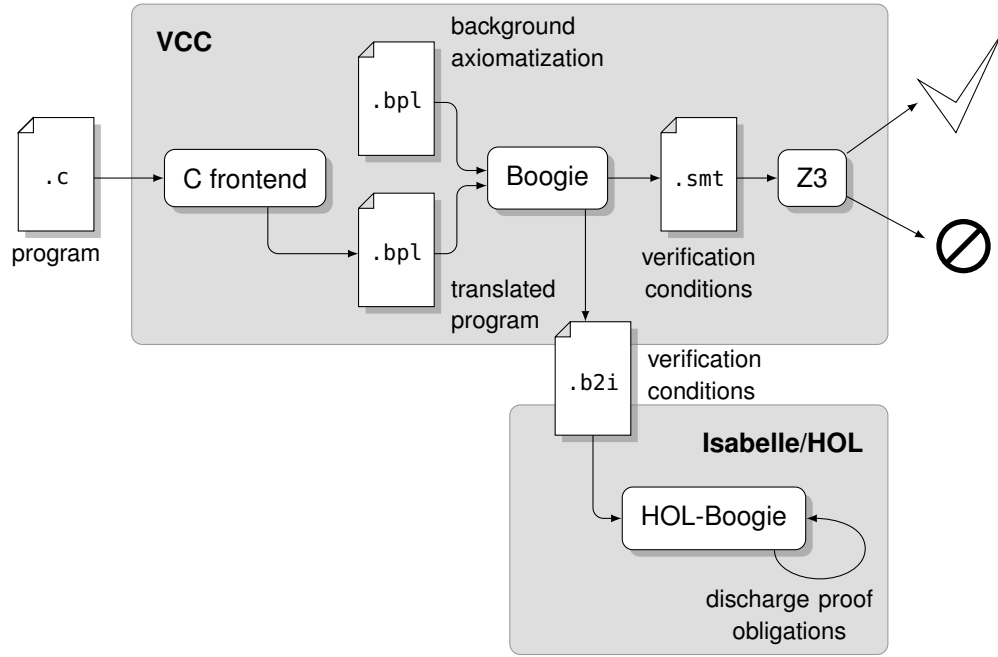 VCC
background
axiomatization
.bpl
.c
program
C frontend
Boogie
.smt
Z3
.bpl
translated
program
verification
conditions
.b2i
verification
conditions
Isabelle/HOL
HOL-Boogie
discharge proof
obligations